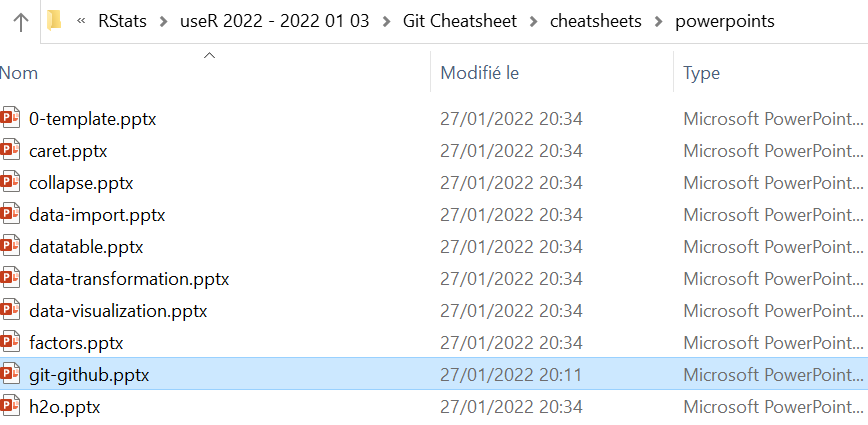 « RStats > useR 2022 - 2022 01 03 > Git Cheatsheet > cheatsheets > powerpoints
Nom Modifié le Type
0-template.pptx 27/01/2022 20:34 Microsoft PowerPoint...
caret.pptx 27/01/2022 20:34 Microsoft PowerPoint...
collapse.pptx 27/01/2022 20:34 Microsoft PowerPoint...
data-import.pptx 27/01/2022 20:34 Microsoft PowerPoint...
datatable.pptx 27/01/2022 20:34 Microsoft PowerPoint...
data-transformation.pptx 27/01/2022 20:34 Microsoft PowerPoint...
data-visualization.pptx 27/01/2022 20:34 Microsoft PowerPoint...
factors.pptx 27/01/2022 20:34 Microsoft PowerPoint...
git-github.pptx 27/01/2022 20:11 Microsoft PowerPoint...
h2o.pptx 27/01/2022 20:34 Microsoft PowerPoint...